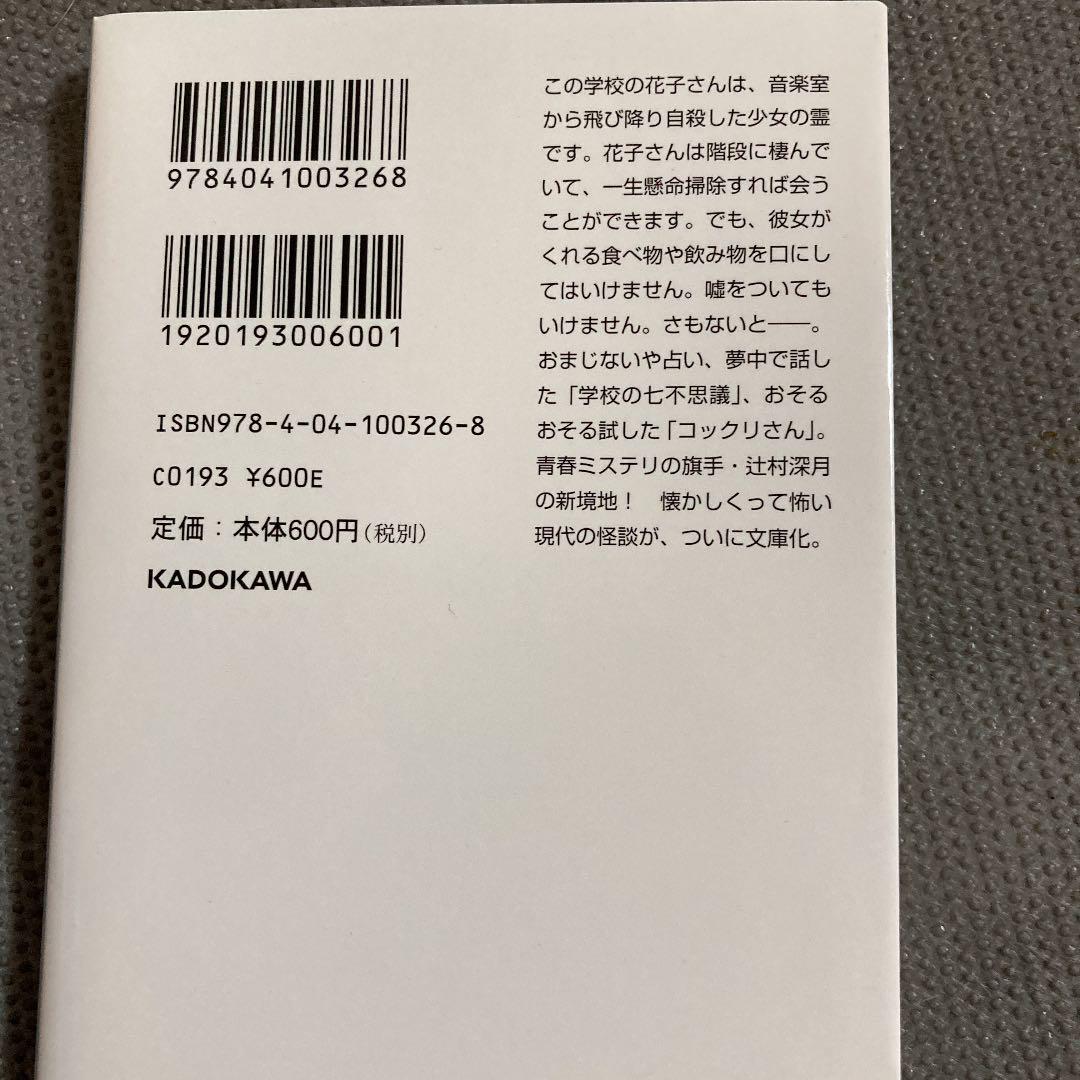 9784041003268
1920193006001
ISBN978-4-04-100326-8
C0193 ¥600E
定価：本体600円（税別）
KADOKAWA
この学校の花子さんは、音楽室
から飛び降り自殺した少女の霊
です。花子さんは階段に棲んで
いて、一生懸命掃除すれば会う
ことができます。でも、彼女が
くれる食べ物や飲み物を口にし
てはいけません。嘘をついても
いけません。さもないと――。
おまじないや占い、夢中で話し
た「学校の七不思議」、おそる
おそる試した「コックリさん」。
青春ミステリの旗手・辻村深月
の新境地！　懐かしくって怖い
現代の怪談が、ついに文庫化。